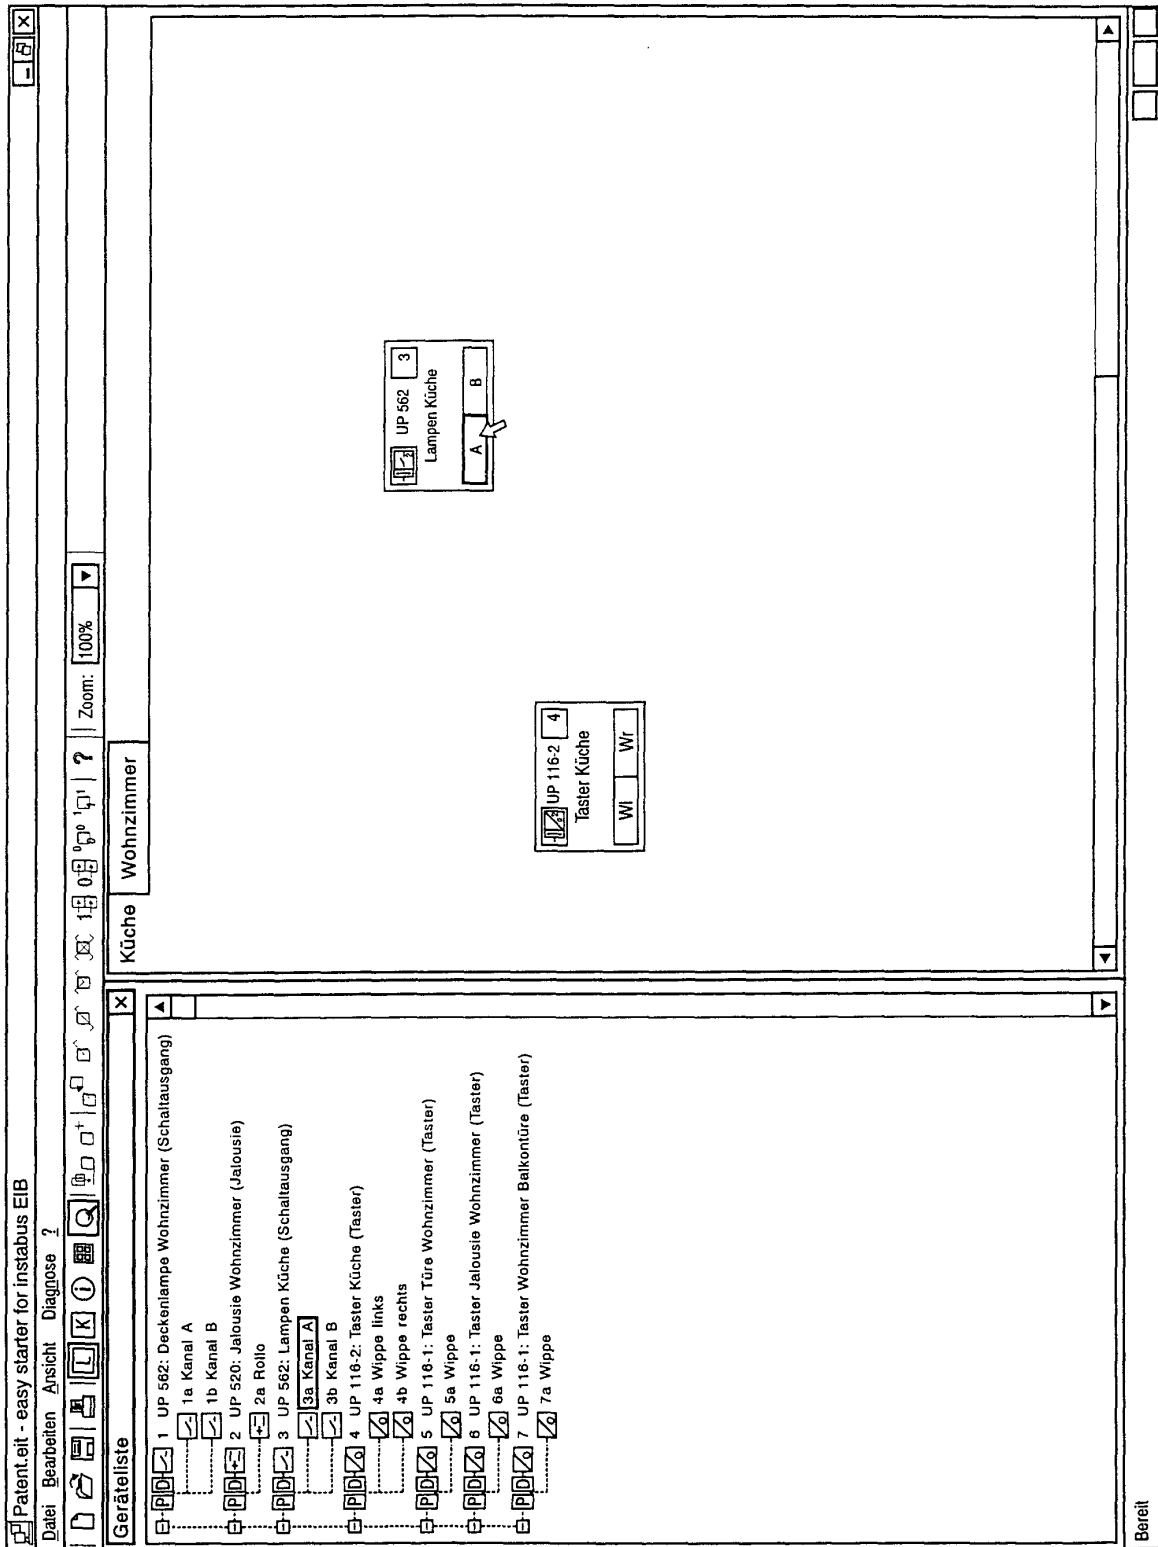 Patent.eit - easy starter for instabus EIB
Datei Bearbeiten Ansicht Diagnose ?
L K i ? Zoom: 100%
Geräteliste
P D 1 UP 562: Deckenlampe Wohnzimmer (Schaltausgang)
1a Kanal A
1b Kanal B
P D 2 UP 520: Jalousie Wohnzimmer (Jalousie)
2a Rollo
P D 3 UP 562: Lampen Küche (Schaltausgang)
3a Kanal A
3b Kanal B
P D 4 UP 116-2: Taster Küche (Taster)
4a Wippe links
4b Wippe rechts
P D 5 UP 116-1: Taster Türe Wohnzimmer (Taster)
5a Wippe
P D 6 UP 116-1: Taster Jalousie Wohnzimmer (Taster)
6a Wippe
P D 7 UP 116-1: Taster Wohnzimmer Balkontüre (Taster)
7a Wippe
Küche Wohnzimmer
UP 562 3
Lampen Küche
A B
UP 116-2 4
Taster Küche
Wl Wr
Bereit